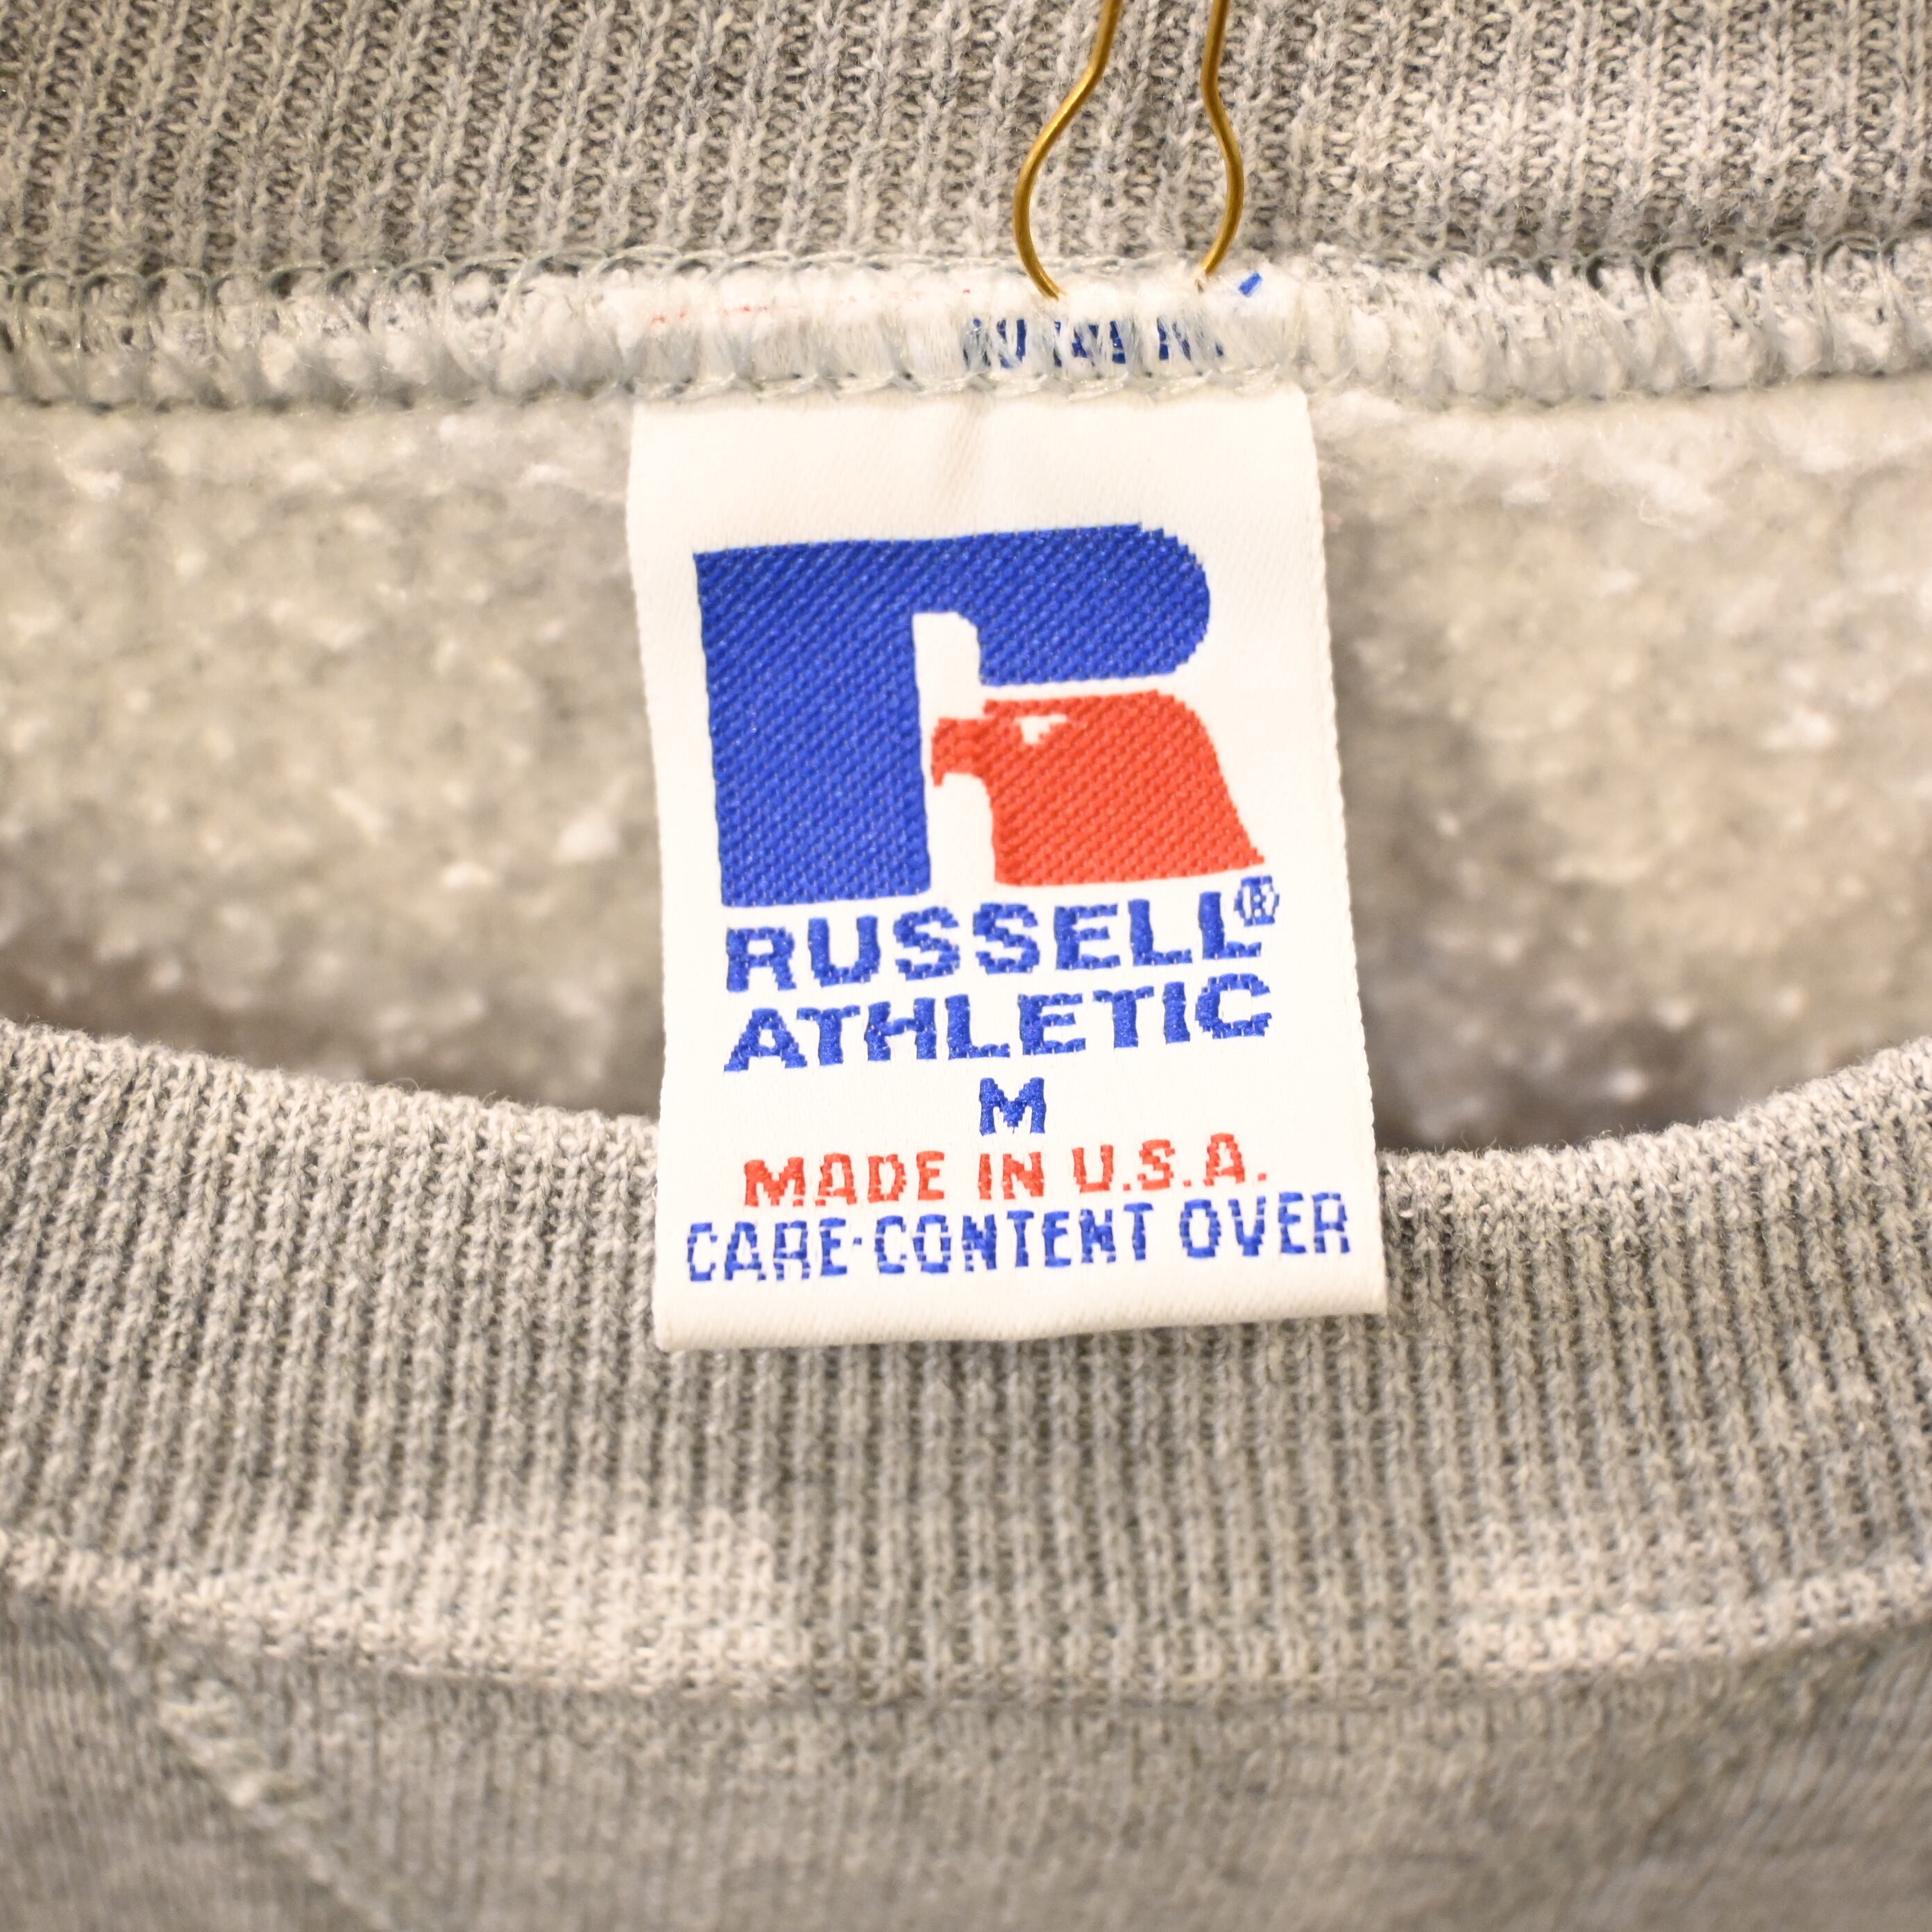 RUSSELL®
ATHLETIC
M
MADE IN U.S.A.
CARE·CONTENT OVER